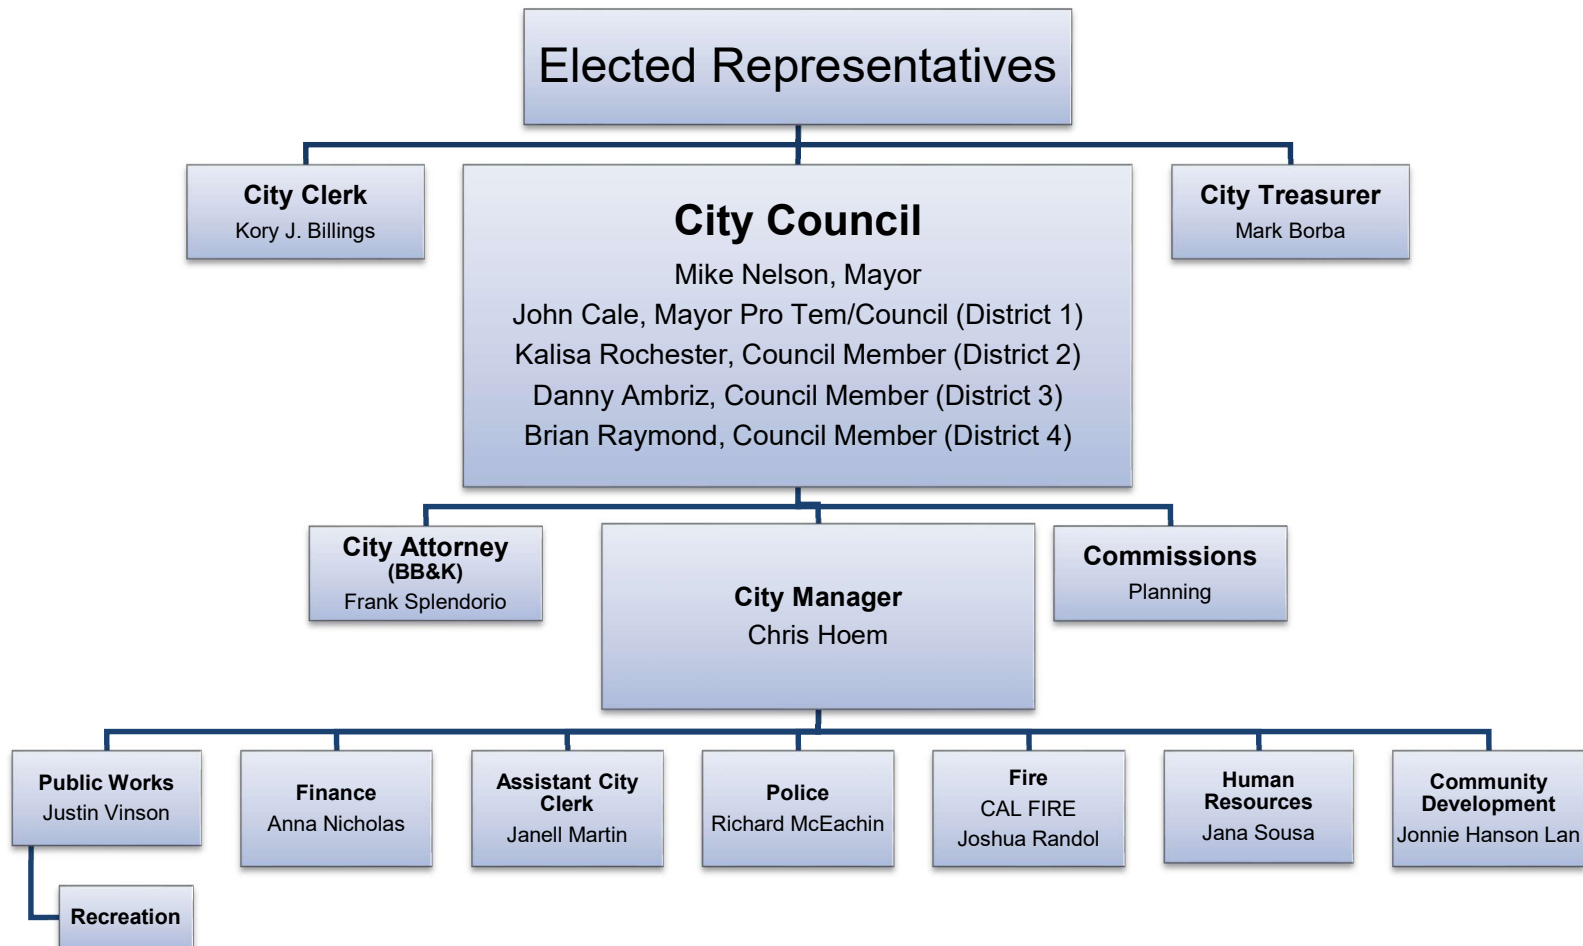 Elected Representatives
City Clerk
Kory J. Billings
City Council
Mike Nelson, Mayor
John Cale, Mayor Pro Tem/Council (District 1)
Kalisa Rochester, Council Member (District 2)
Danny Ambriz, Council Member (District 3)
Brian Raymond, Council Member (District 4)
City Treasurer
Mark Borba
City Attorney
(BB&K)
Frank Splendorio
City Manager
Chris Hoem
Commissions
Planning
Public Works
Justin Vinson
Finance
Anna Nicholas
Assistant City
Clerk
Janell Martin
Police
Richard McEachin
Fire
CAL FIRE
Joshua Randol
Human
Resources
Jana Sousa
Community
Development
Jonnie Hanson Lan
Recreation